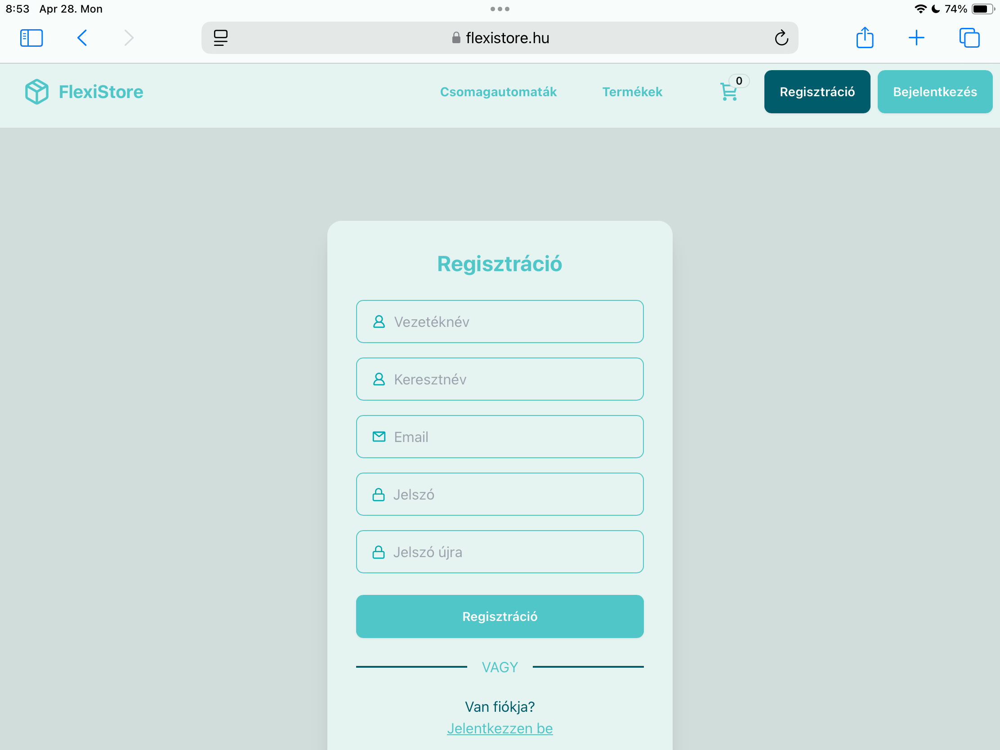 8:53 Apr 28. Mon
74%
flexistore.hu
FlexiStore
Csomagautomaták
Termékek
0
Regisztráció
Bejelentkezés
Regisztráció
Vezetéknév
Keresztnév
Email
Jelszó
Jelszó újra
Regisztráció
VAGY
Van fiókja?
Jelentkezzen be